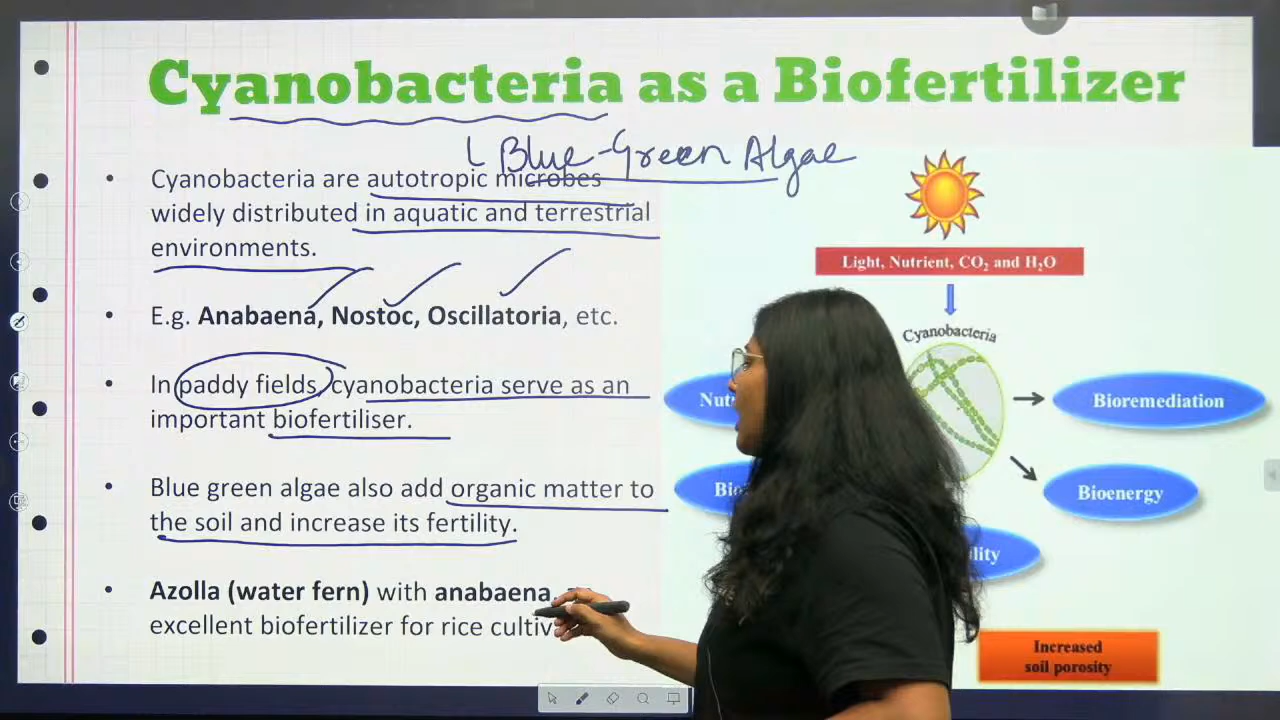 Cyanobacteria as a Biofertilizer
Blue-Green Algae
Cyanobacteria are autotropic microbes
widely distributed in aquatic and terrestrial
environments.
E.g. Anabaena, Nostoc, Oscillatoria, etc.
In paddy fields, cyanobacteria serve as an
important biofertiliser.
Blue green algae also add organic matter to
the soil and increase its fertility.
Azolla (water fern) with anabaena,
excellent biofertilizer for rice
Light, Nutrient, CO₂ and H₂O
Cyanobacteria
Bioremediation
Bioenergy
Increased
soil porosity